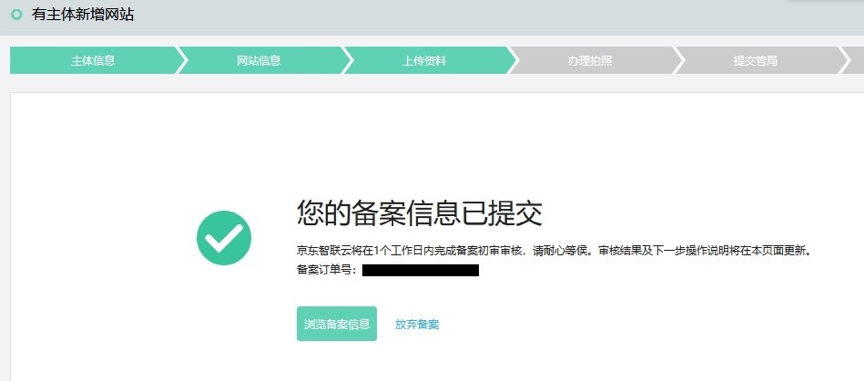 有主体新增网站
主体信息
网站信息
上传资料
办理拍照
提交管局
您的备案信息已提交
京东智联云将在1个工作日内完成备案初审审核，请耐心等侯。审核结果及下一步操作说明将在本页面更新。
备案订单号：
浏览备案信息
放弃备案